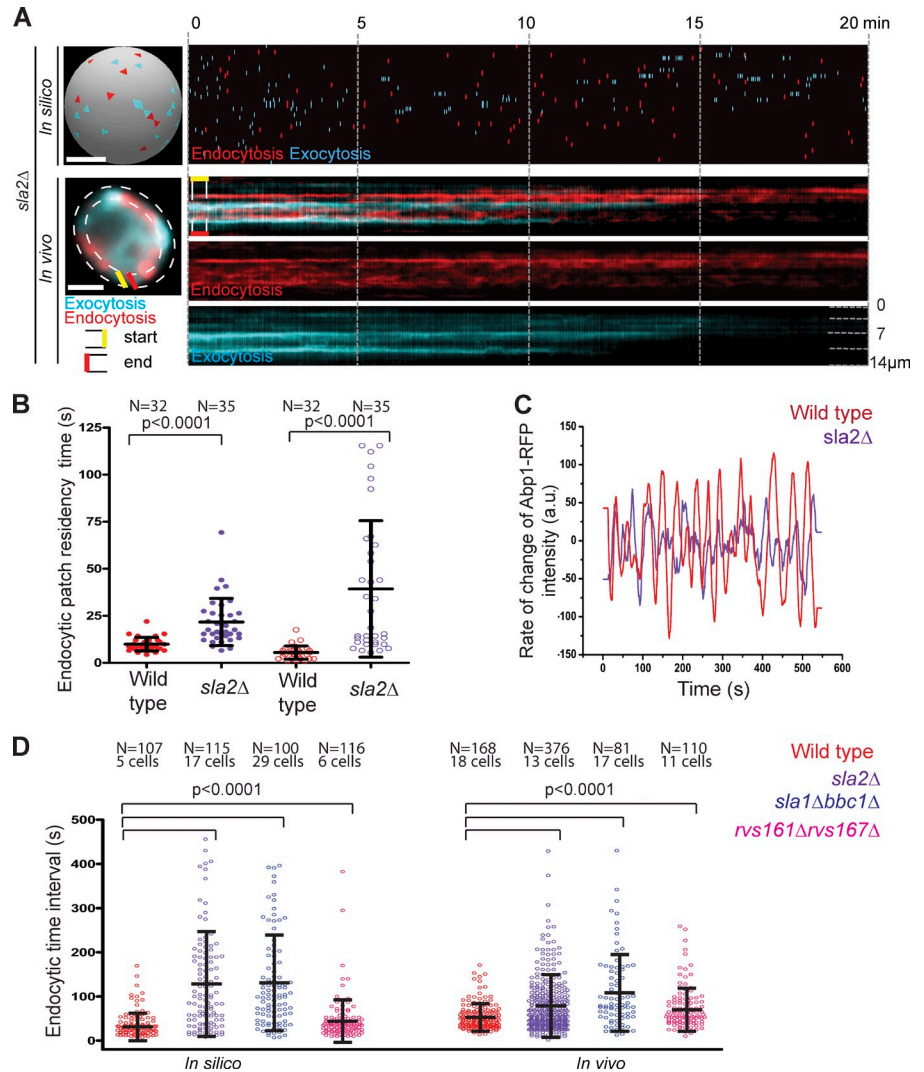 A
0 5 10 15 20 min
sla2Δ
In silico
Endocytosis Exocytosis
In vivo
Exocytosis
Endocytosis
start
end
Endocytosis
Exocytosis
0
7
14μm
B
N=32 N=35 N=32 N=35
p<0.0001 p<0.0001
Endocytic patch residency time (s)
125
100
75
50
25
0
Wild type sla2Δ Wild type sla2Δ
C
Wild type
sla2Δ
Rate of change of Abp1-RFP intensity (a.u.)
150
100
50
0
-50
-100
-150
0 100 200 300 400 500 600
Time (s)
D
N=107 N=115 N=100 N=116 N=168 N=376 N=81 N=110
5 cells 17 cells 29 cells 6 cells 18 cells 13 cells 17 cells 11 cells
Wild type
sla2Δ
sla1Δbbc1Δ
rvs161Δrvs167Δ
p<0.0001 p<0.0001
Endocytic time interval (s)
500
400
300
200
100
0
In silico In vivo